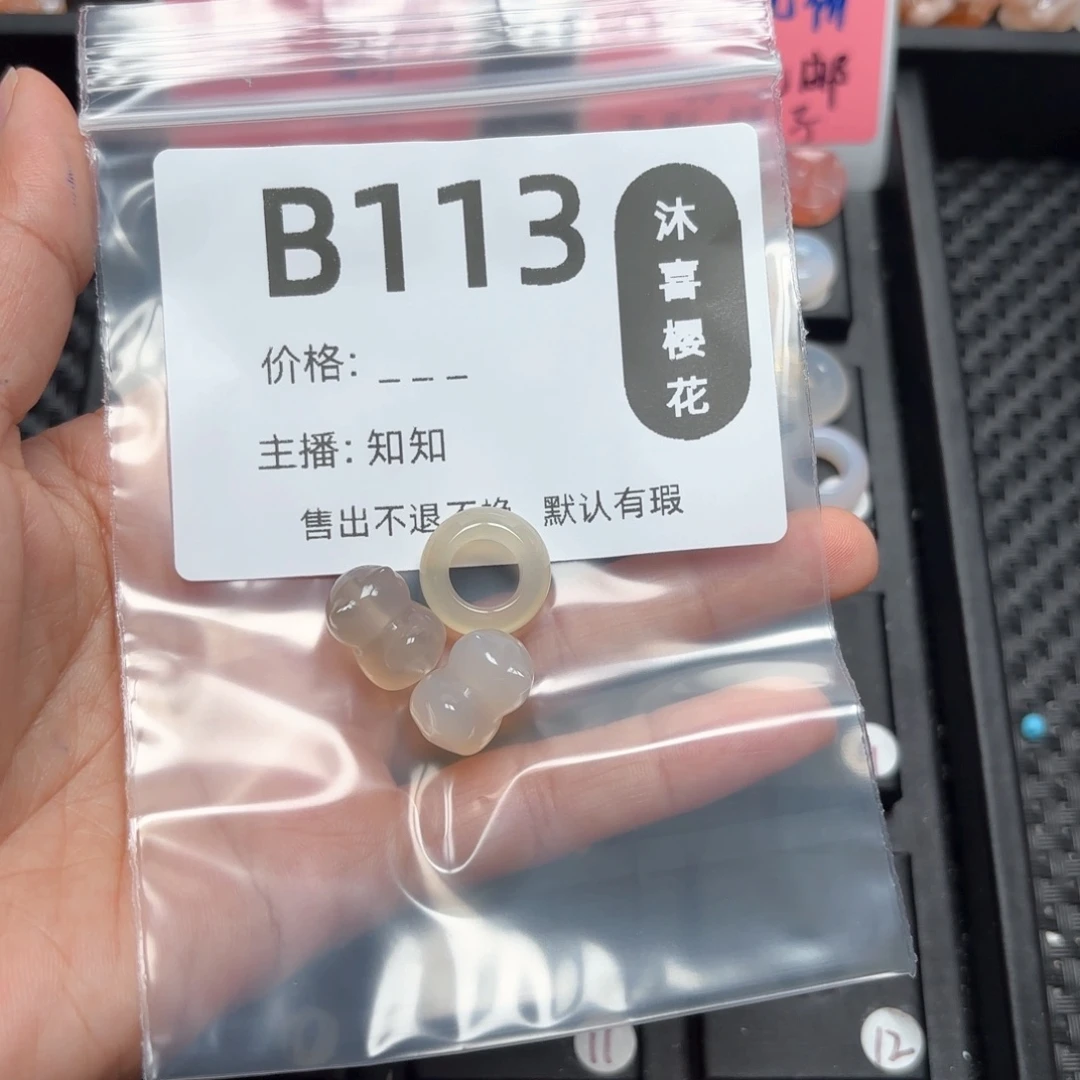 B113
沐喜樱花
价格: _ _ _
主播: 知知
售出不退不换 默认有瑕
邮
11
12